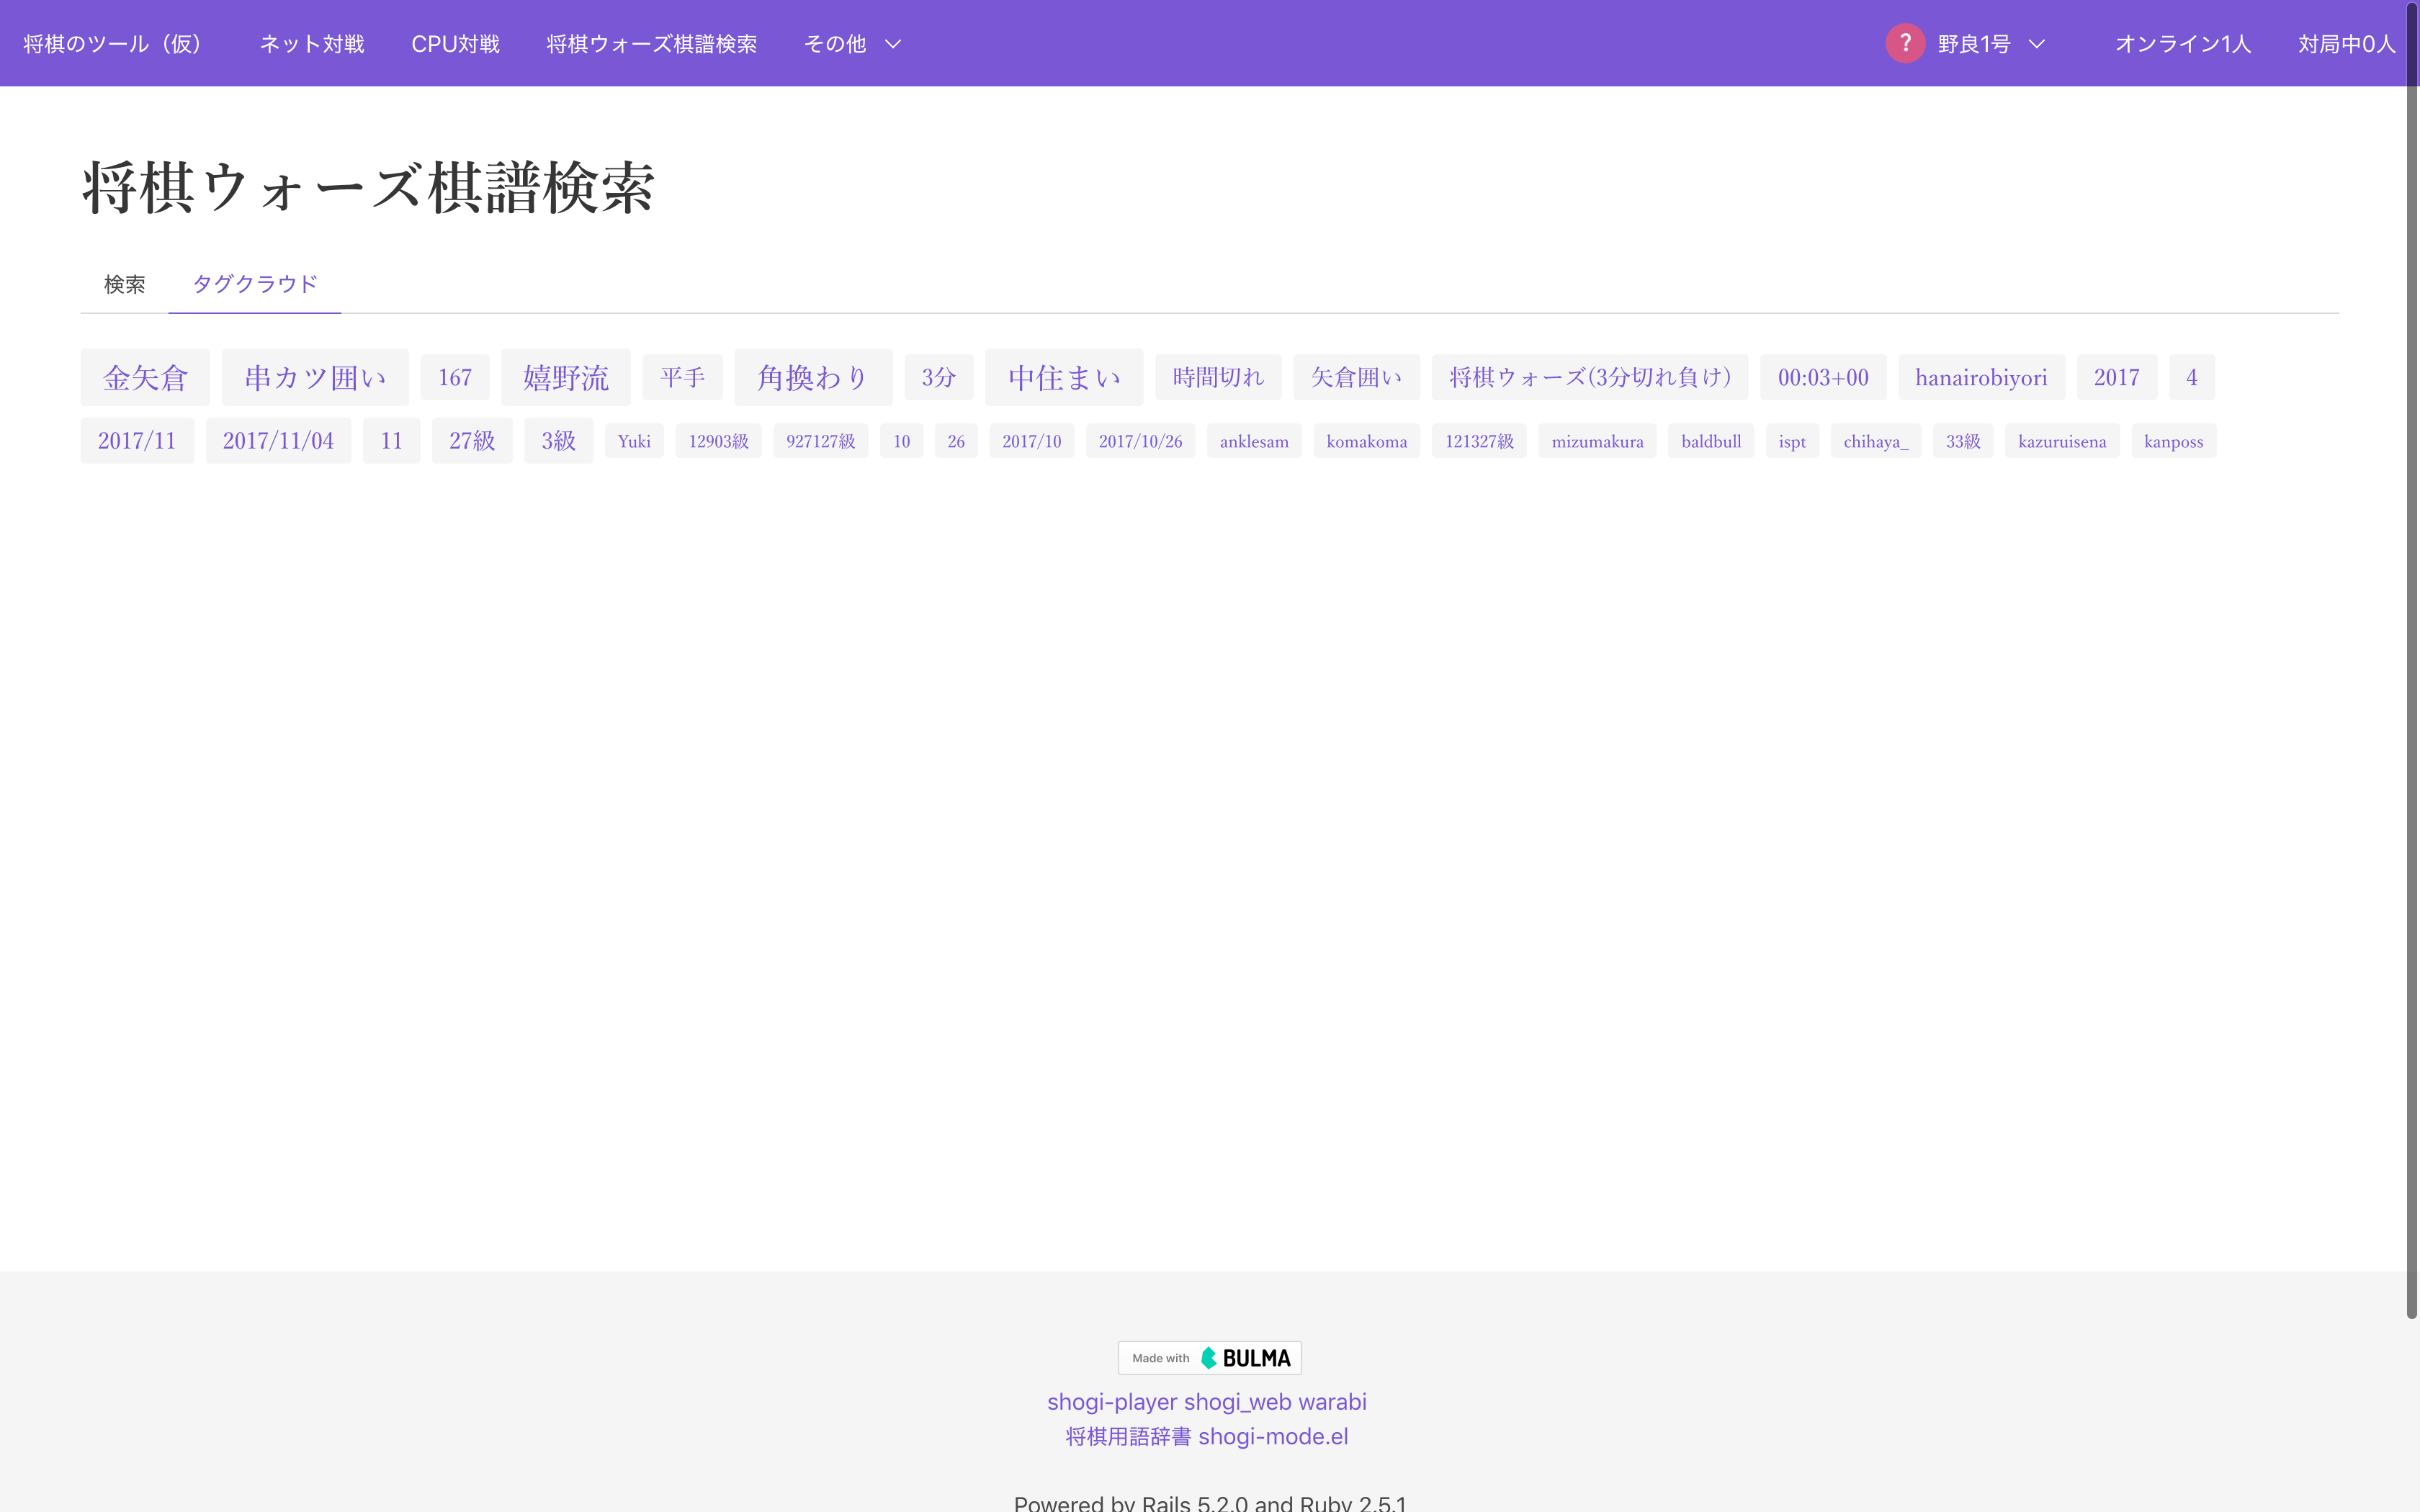 将棋のツール（仮） ネット対戦 CPU対戦 将棋ウォーズ棋譜検索 その他 ? 野良1号 オンライン1人 対局中0人
将棋ウォーズ棋譜検索
検索 タグクラウド
金矢倉 串カツ囲い 167 嬉野流 平手 角換わり 3分 中住まい 時間切れ 矢倉囲い 将棋ウォーズ(3分切れ負け) 00:03+00 hanairobiyori 2017 4
2017/11 2017/11/04 11 27級 3級 Yuki 12903級 927127級 10 26 2017/10 2017/10/26 anklesam komakoma 121327級 mizumakura baldbull ispt chihaya_ 33級 kazuruisena kanposs
Made with BULMA
shogi-player shogi_web warabi
将棋用語辞書 shogi-mode.el
Powered by Rails 5.2.0 and Ruby 2.5.1